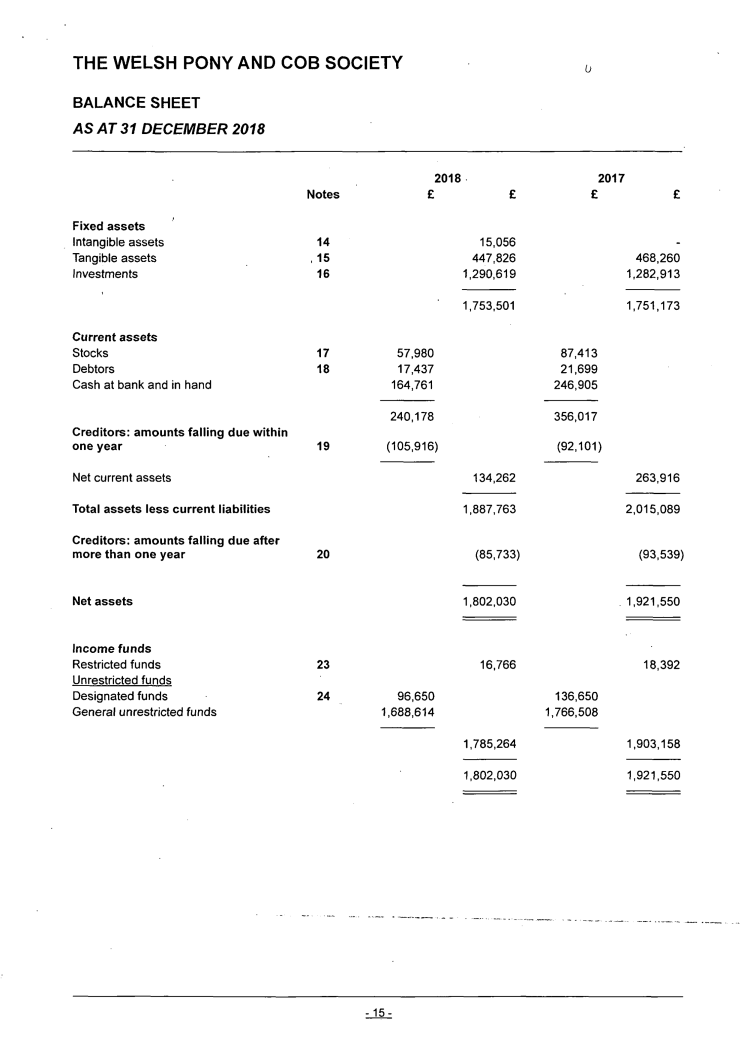 THE WELSH PONY AND COB SOCIETY
BALANCE SHEET
AS AT 31 DECEMBER 2018
2018 2017
Notes £ £ £ £
Fixed assets
Intangible assets 14 15,056 -
Tangible assets 15 447,826 468,260
Investments 16 1,290,619 1,282,913
1,753,501 1,751,173
Current assets
Stocks 17 57,980 87,413
Debtors 18 17,437 21,699
Cash at bank and in hand 164,761 246,905
240,178 356,017
Creditors: amounts falling due within
one year 19 (105,916) (92,101)
Net current assets 134,262 263,916
Total assets less current liabilities 1,887,763 2,015,089
Creditors: amounts falling due after
more than one year 20 (85,733) (93,539)
Net assets 1,802,030 1,921,550
Income funds
Restricted funds 23 16,766 18,392
Unrestricted funds
Designated funds 24 96,650 136,650
General unrestricted funds 1,688,614 1,766,508
1,785,264 1,903,158
1,802,030 1,921,550
- 15 -